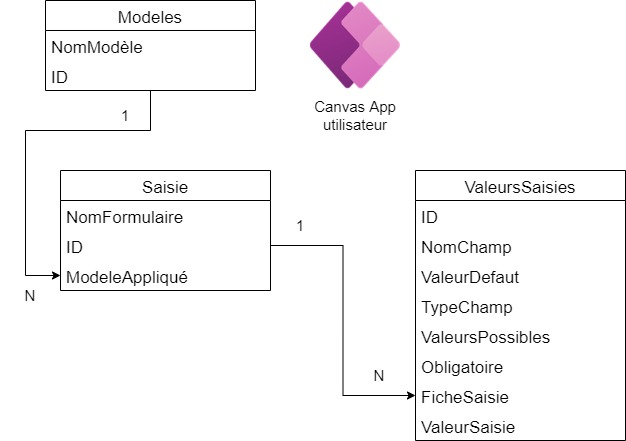 Modeles
NomModèle
ID
Canvas App
utilisateur
1
Saisie
NomFormulaire
ID
ModeleAppliqué
N
1
N
ValeursSaisies
ID
NomChamp
ValeurDefaut
TypeChamp
ValeursPossibles
Obligatoire
FicheSaisie
ValeurSaisie